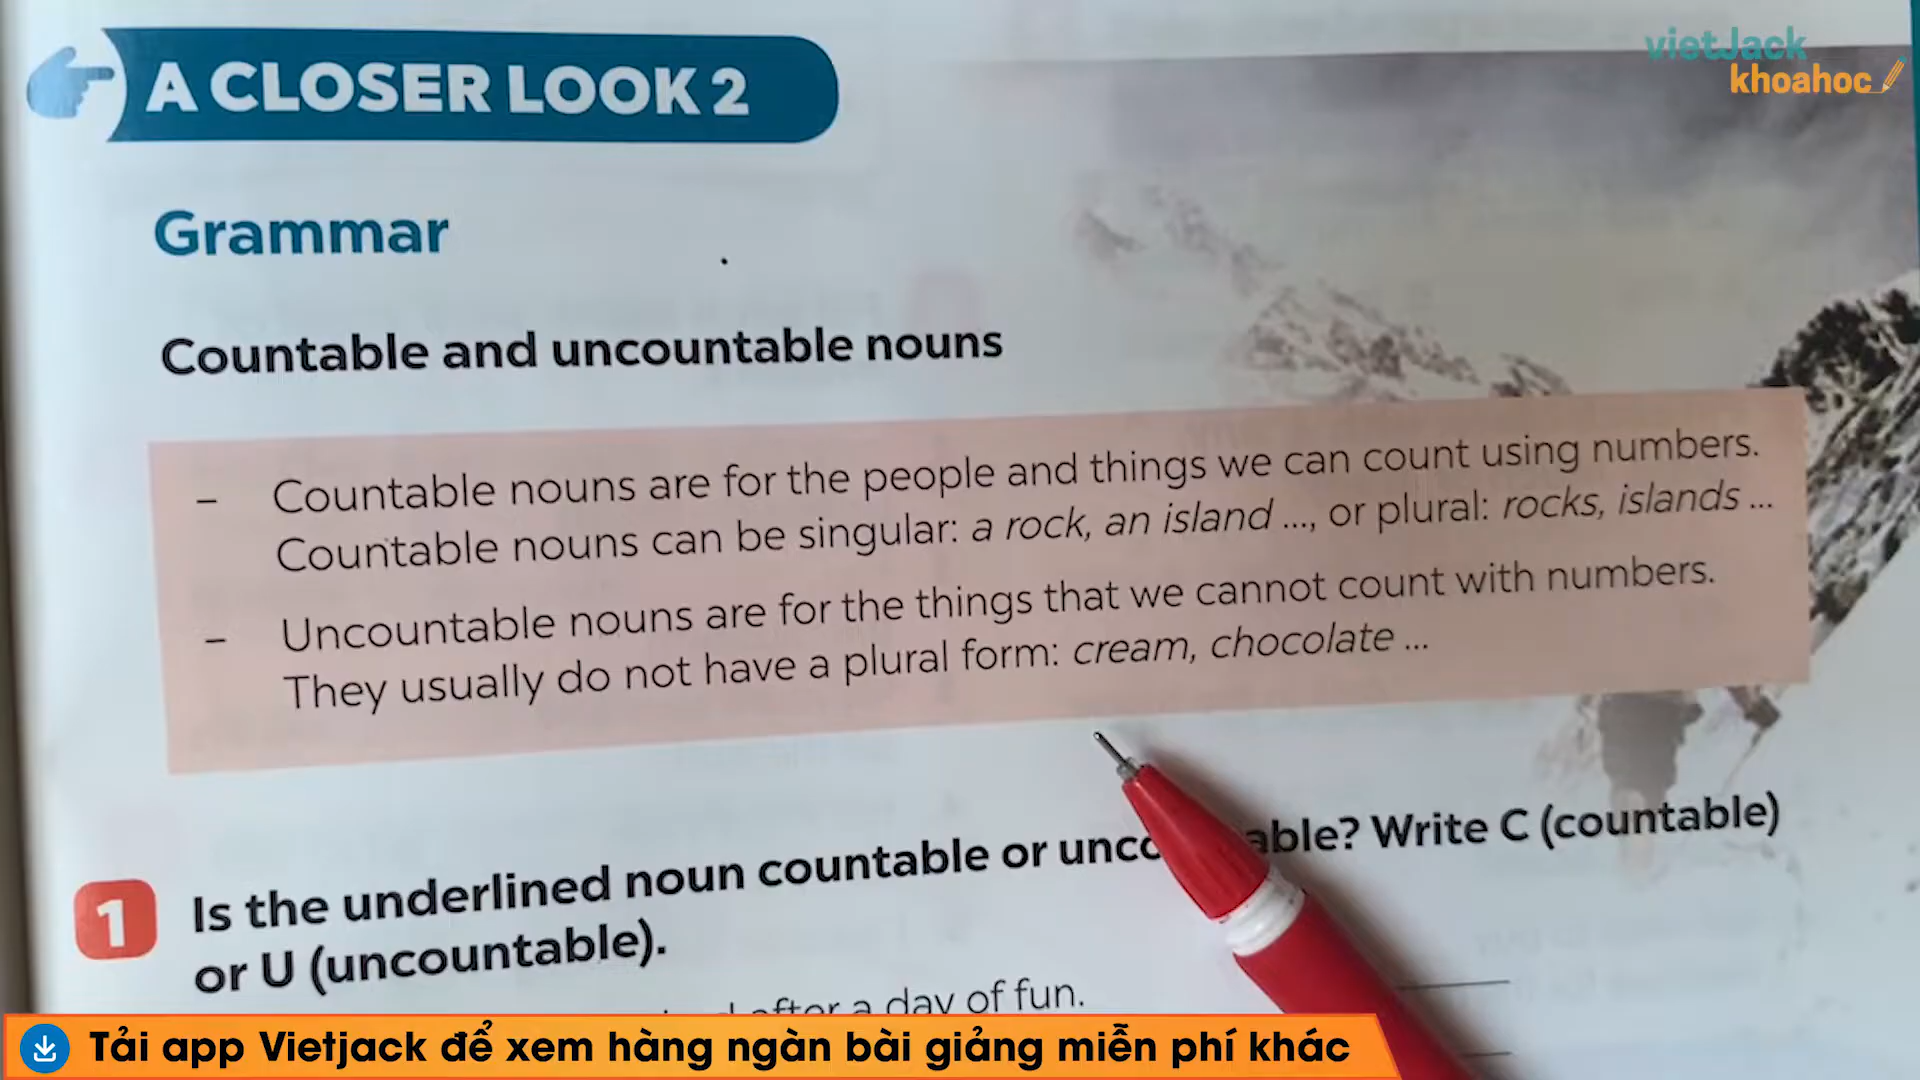 vietJack
khoahoc
A CLOSER LOOK 2
Grammar
Countable and uncountable nouns
– Countable nouns are for the people and things we can count using numbers.
Countable nouns can be singular: a rock, an island ..., or plural: rocks, islands ...
– Uncountable nouns are for the things that we cannot count with numbers.
They usually do not have a plural form: cream, chocolate ...
1 Is the underlined noun countable or unco able? Write C (countable)
or U (uncountable).
after a day of fun.
Tải app Vietjack để xem hàng ngàn bài giảng miễn phí khác